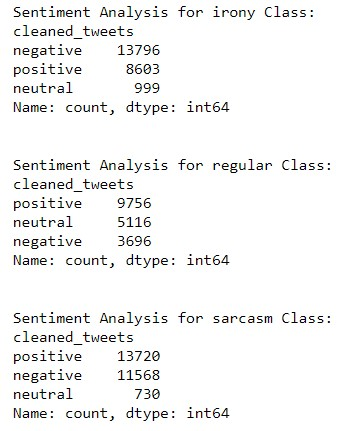 Sentiment Analysis for irony Class:
cleaned_tweets
negative    13796
positive     8603
neutral       999
Name: count, dtype: int64
Sentiment Analysis for regular Class:
cleaned_tweets
positive    9756
neutral     5116
negative    3696
Name: count, dtype: int64
Sentiment Analysis for sarcasm Class:
cleaned_tweets
positive    13720
negative    11568
neutral       730
Name: count, dtype: int64